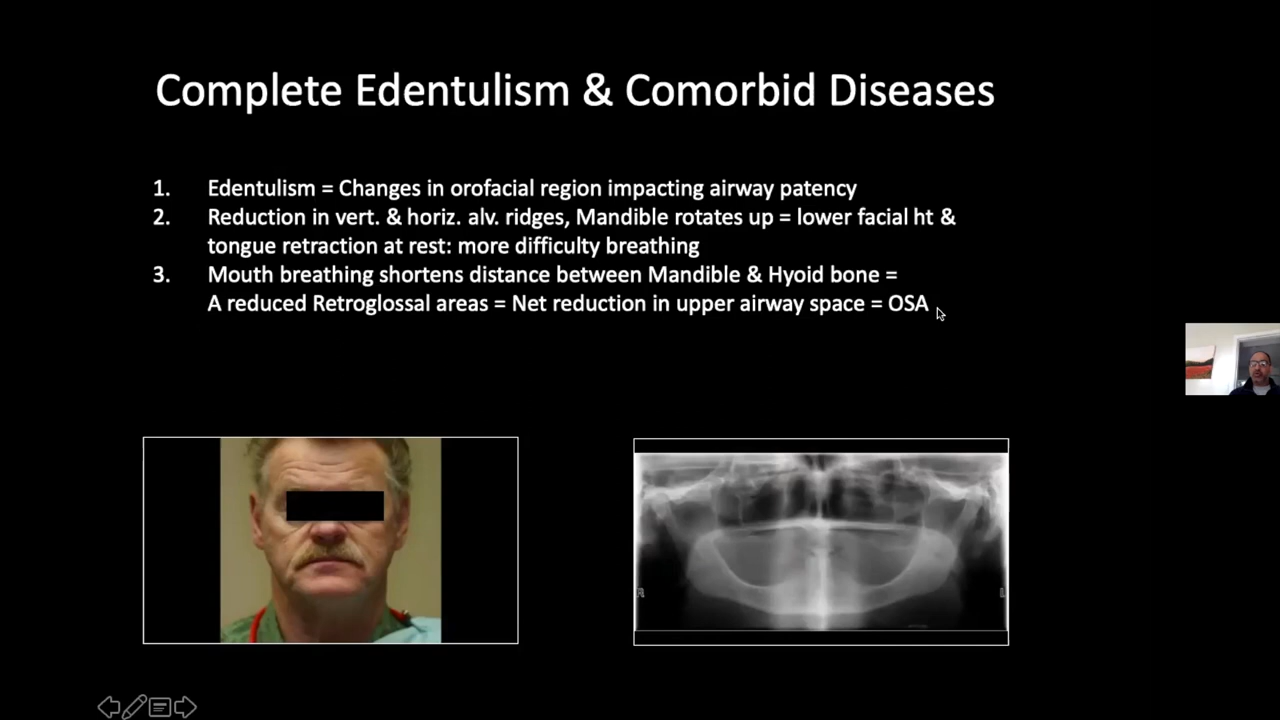 Complete Edentulism & Comorbid Diseases
1. Edentulism = Changes in orofacial region impacting airway patency
2. Reduction in vert. & horiz. alv. ridges, Mandible rotates up = lower facial ht &
tongue retraction at rest: more difficulty breathing
3. Mouth breathing shortens distance between Mandible & Hyoid bone =
A reduced Retroglossal areas = Net reduction in upper airway space = OSA
R
L